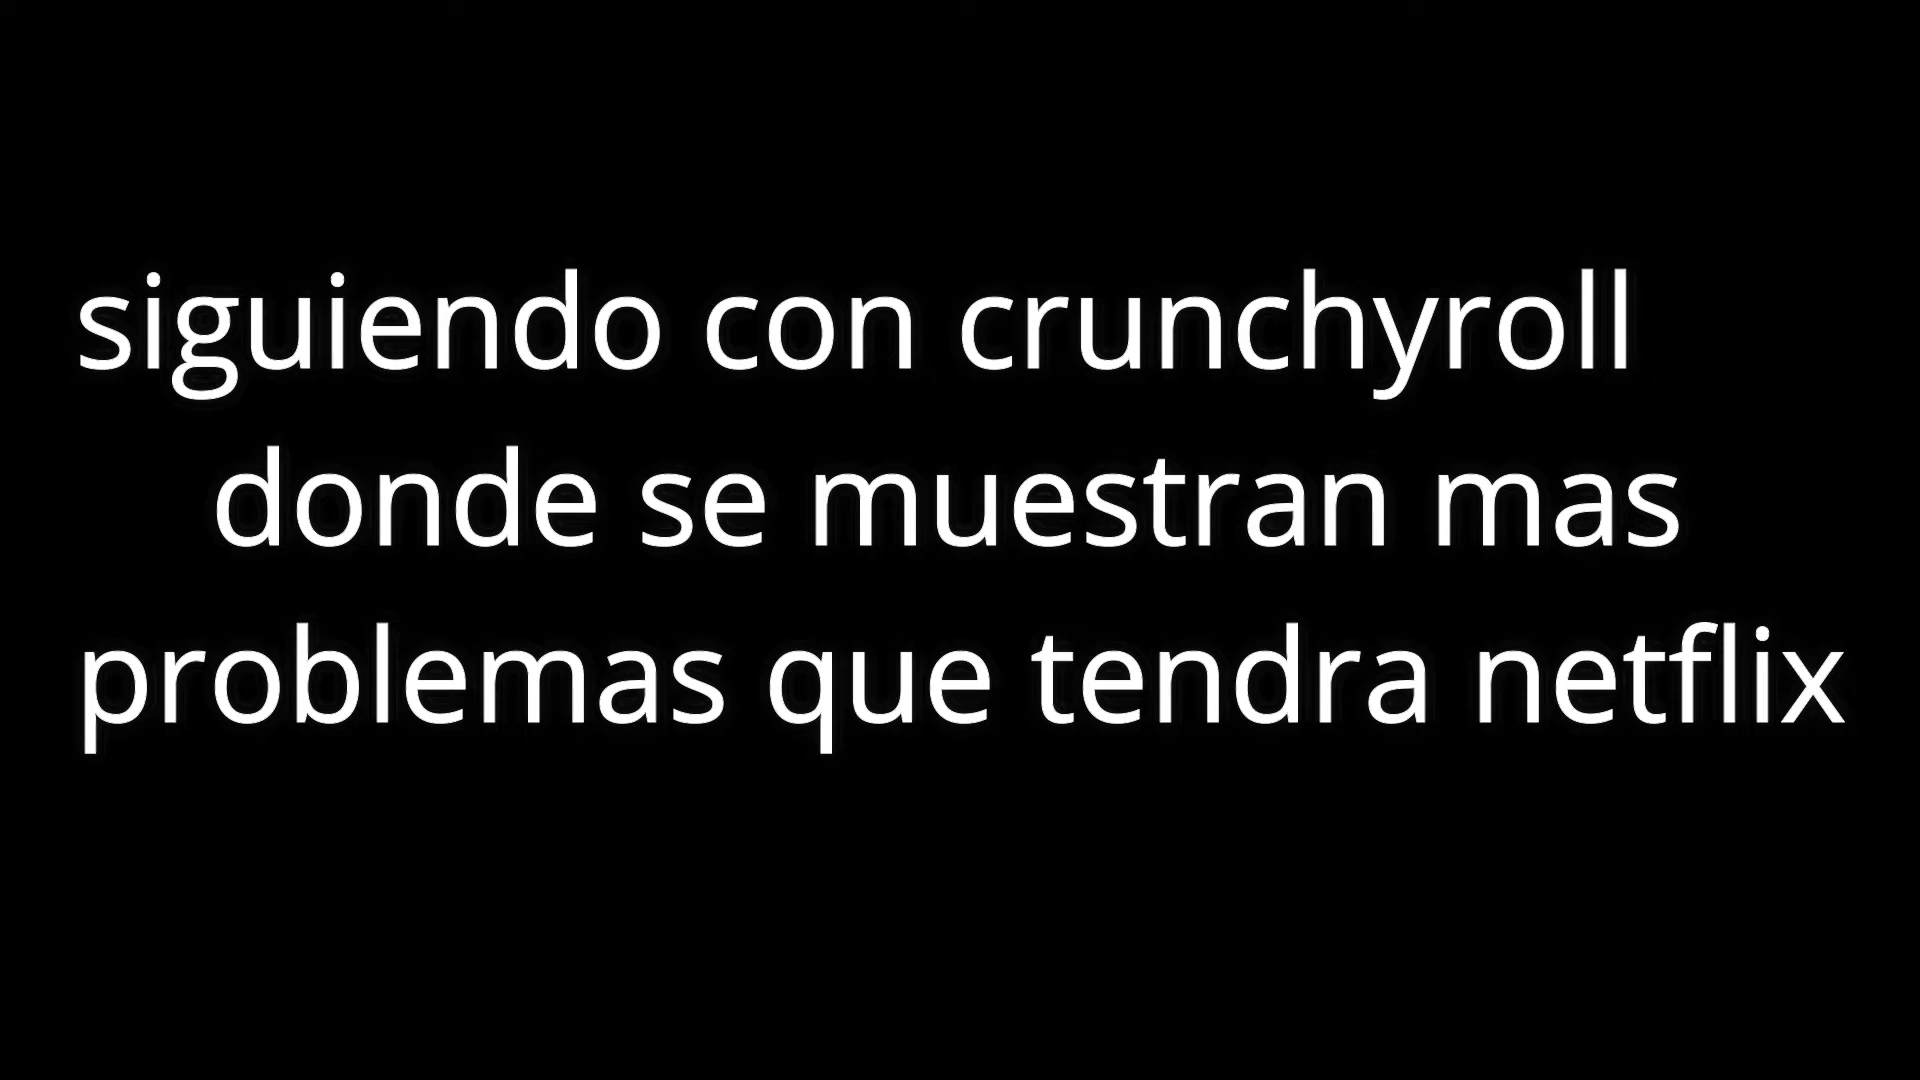 siguiendo con crunchyroll
donde se muestran mas
problemas que tendra netflix